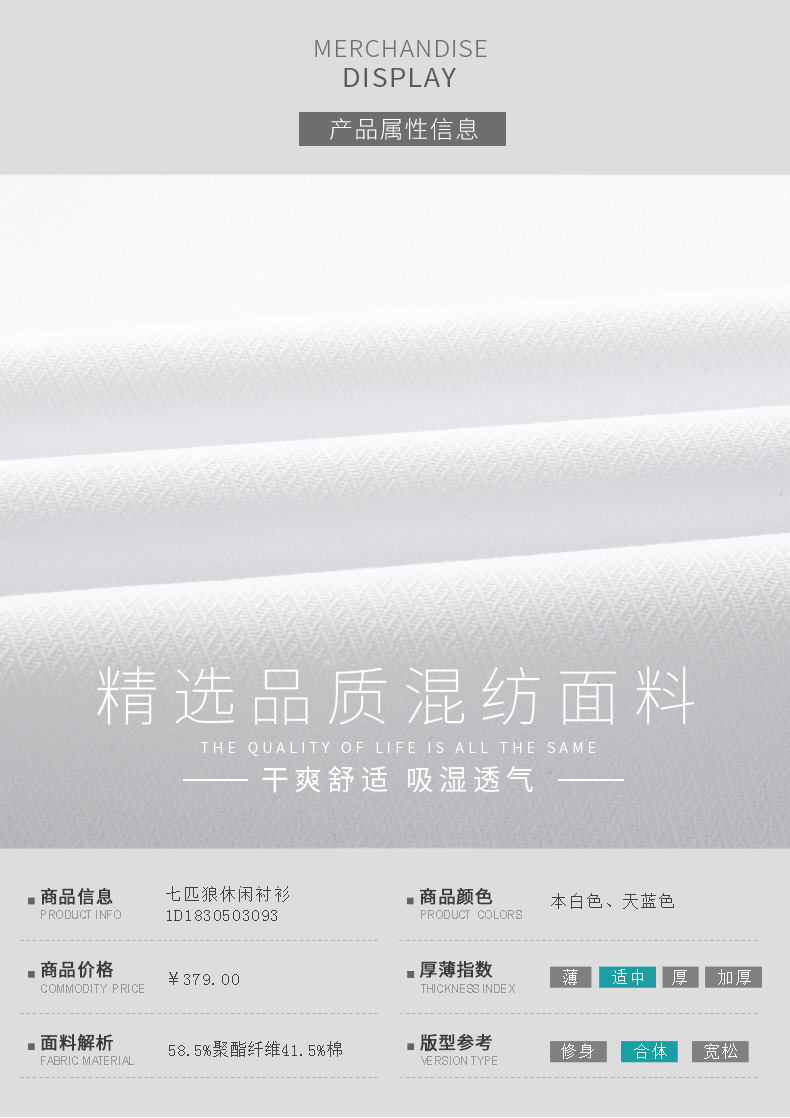 MERCHANDISE
DISPLAY
产品属性信息
精选品质混纺面料
THE QUALITY OF LIFE IS ALL THE SAME
干爽舒适 吸湿透气
商品信息
PRODUCT INFO
七匹狼休闲衬衫
1D1830503093
商品颜色
PRODUCT COLORS
本白色、天蓝色
商品价格
COMMODITY PRICE
¥379.00
厚薄指数
THICKNESS INDEX
薄 适中 厚 加厚
面料解析
FABRIC MATERIAL
58.5%聚酯纤维41.5%棉
版型参考
VERSION TYPE
修身 合体 宽松